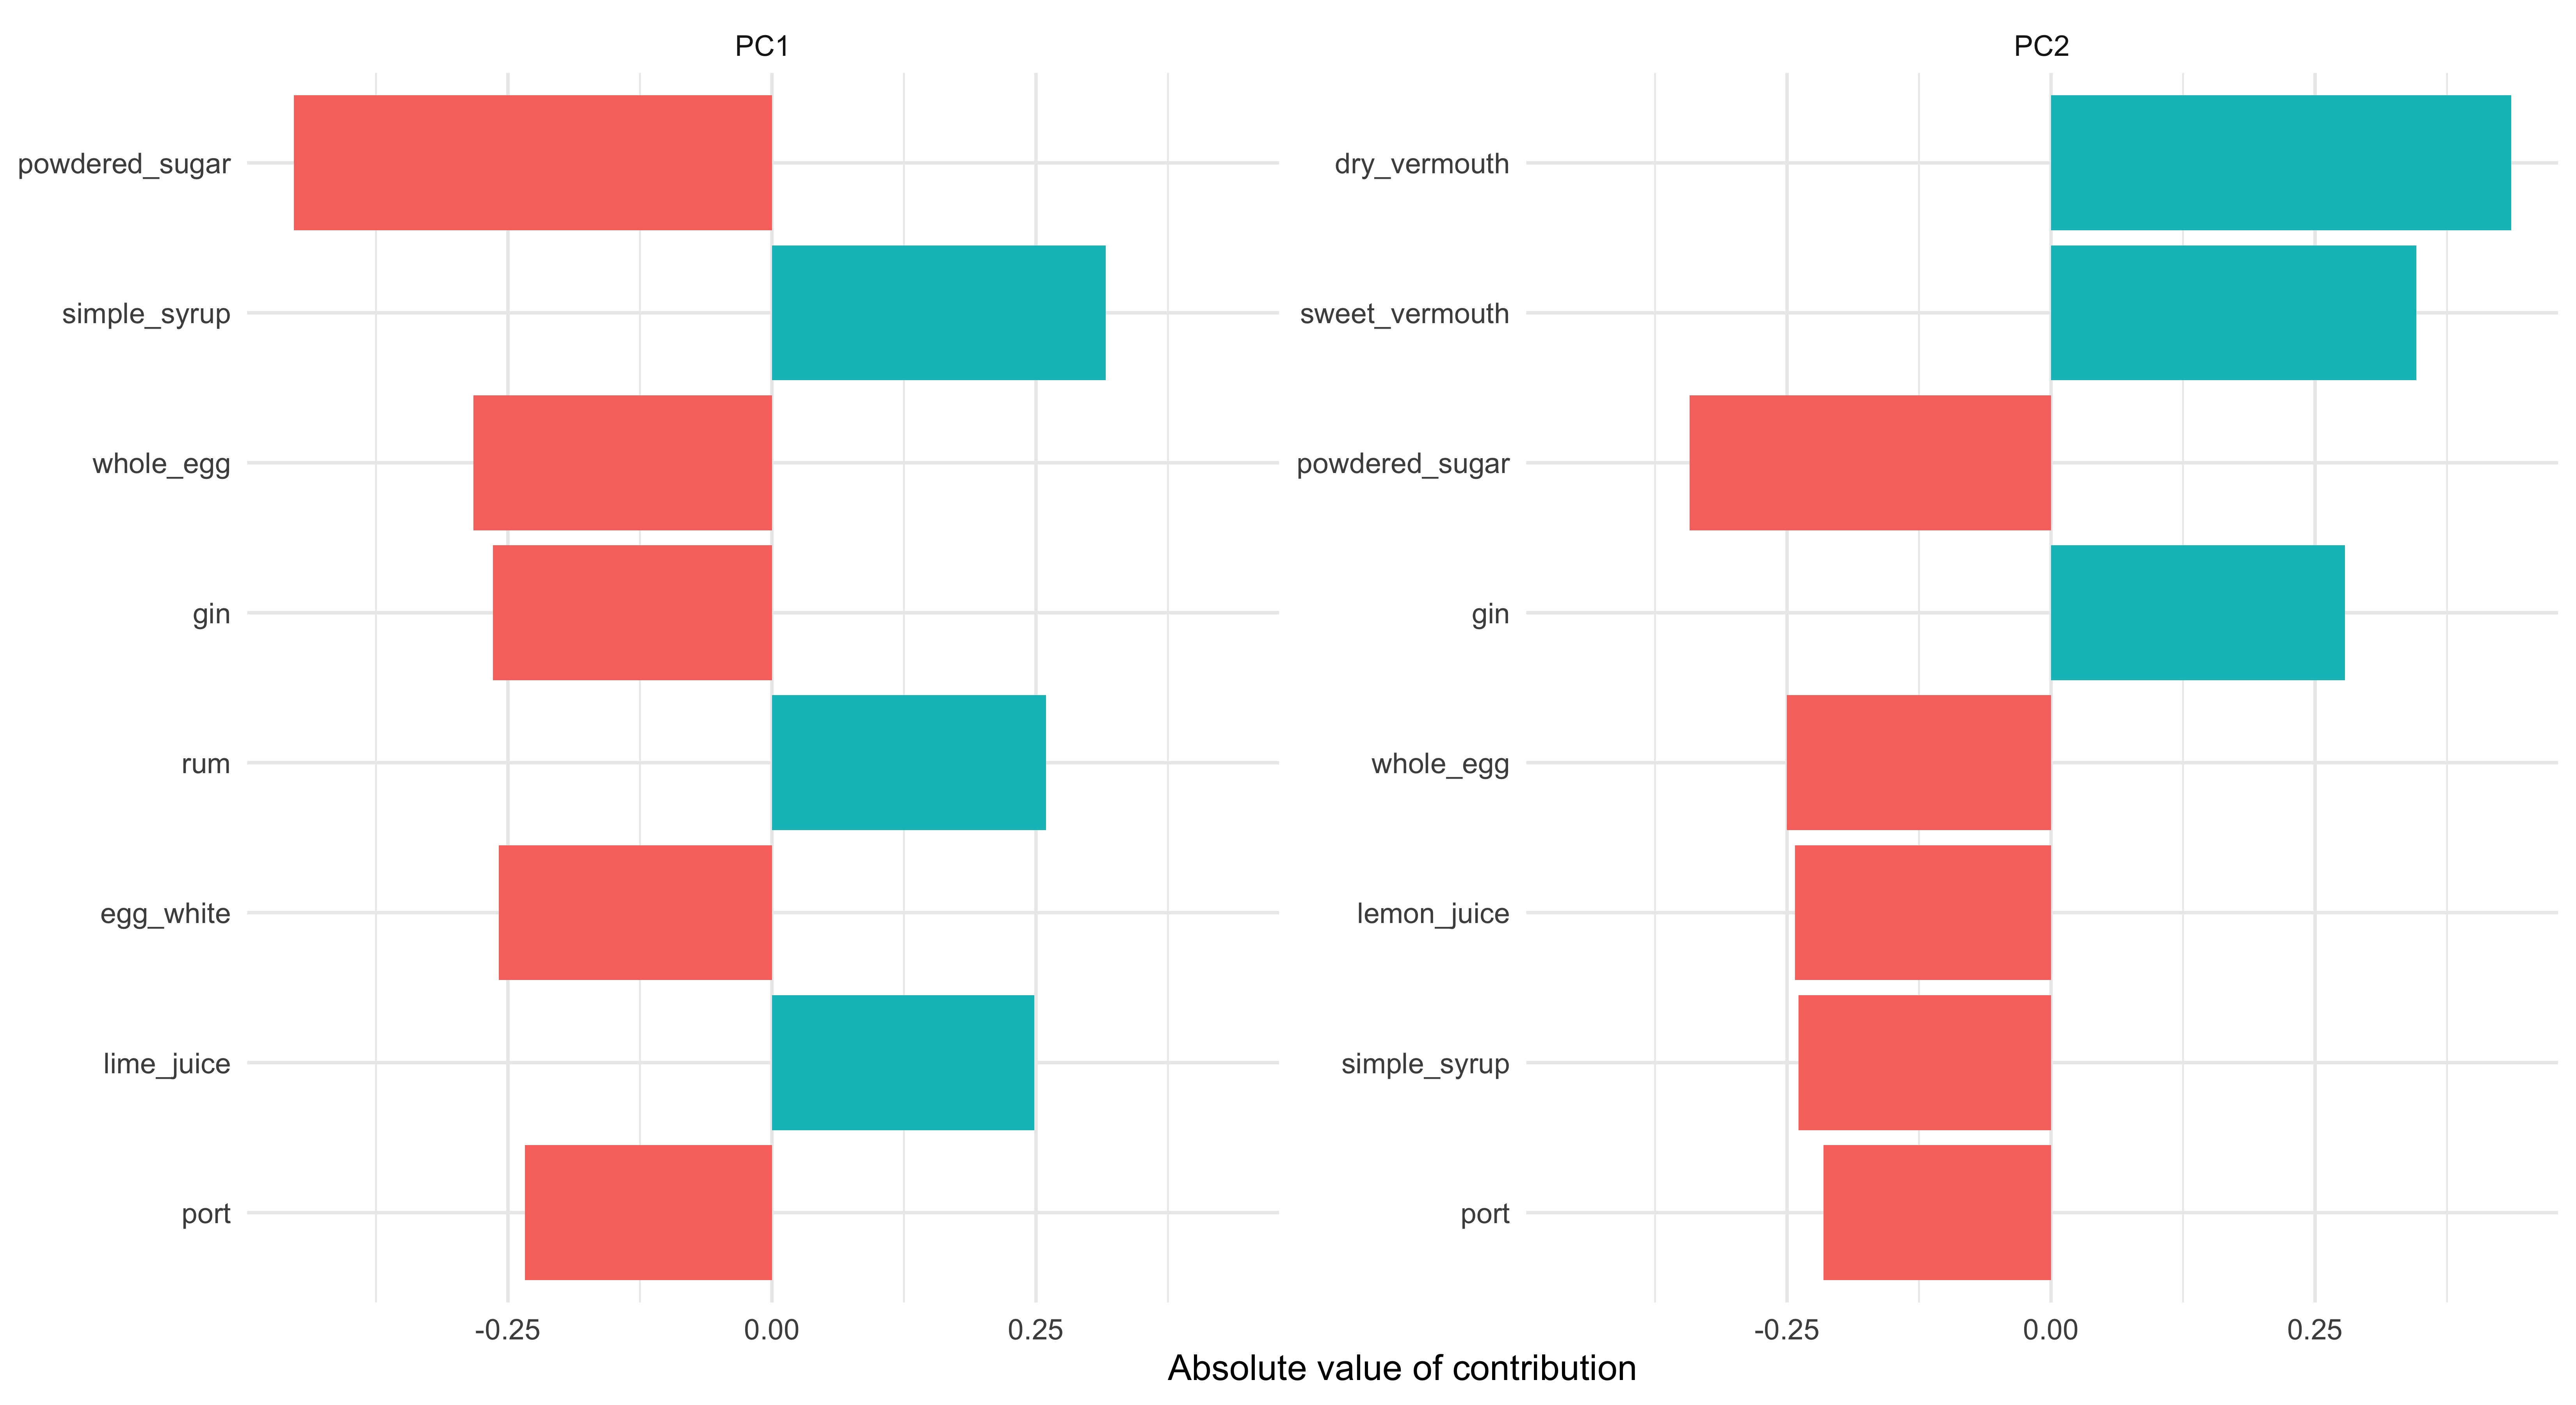 PC1
powdered_sugar
simple_syrup
whole_egg
gin
rum
egg_white
lime_juice
port
-0.25 0.00 0.25
PC2
dry_vermouth
sweet_vermouth
powdered_sugar
gin
whole_egg
lemon_juice
simple_syrup
port
-0.25 0.00 0.25
Absolute value of contribution